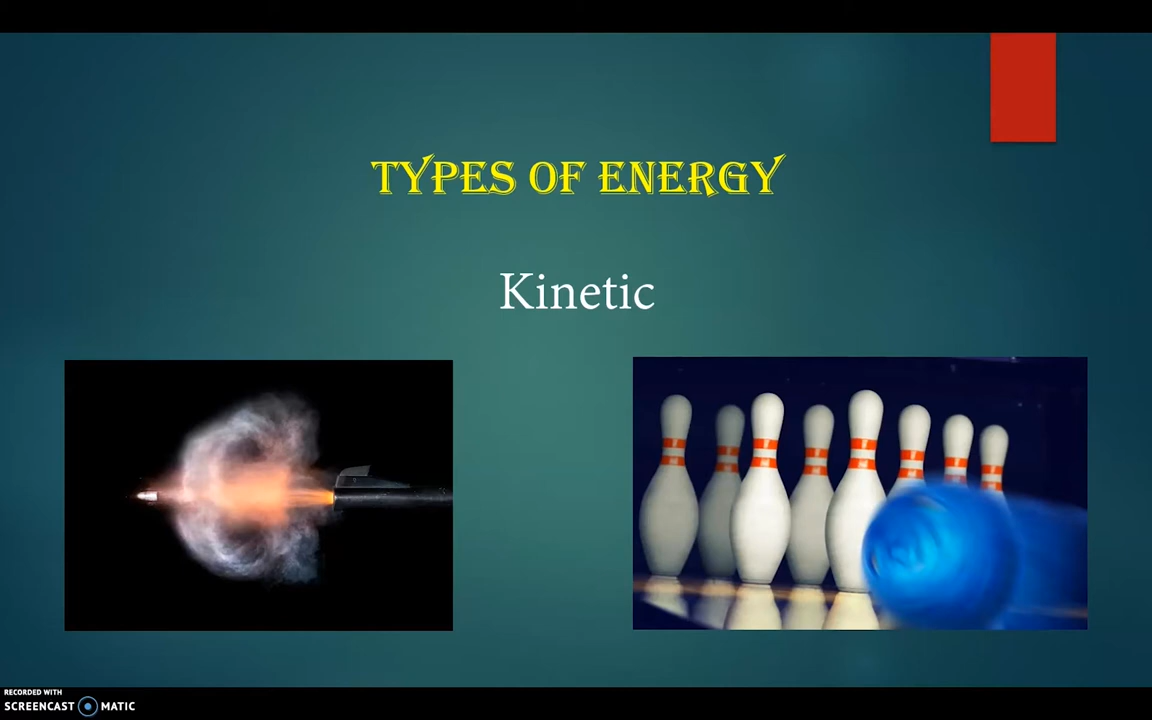 TYPES OF ENERGY
Kinetic
RECORDED WITH
SCREENCAST MATIC